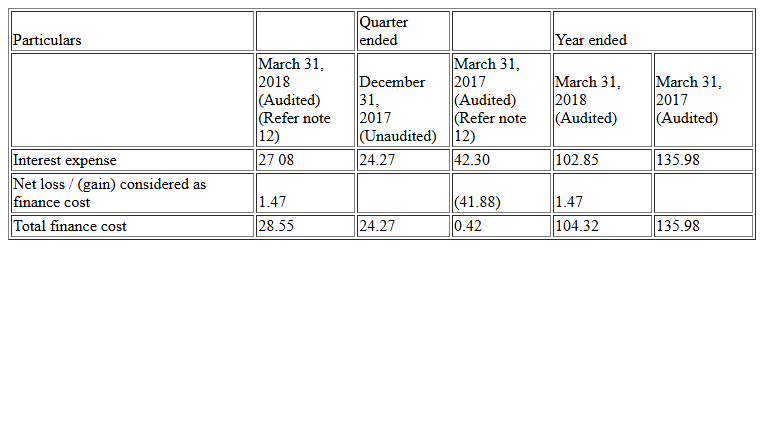 Particulars Quarter ended Year ended
March 31, 2018 (Audited) (Refer note 12) December 31, 2017 (Unaudited) March 31, 2017 (Audited) (Refer note 12) March 31, 2018 (Audited) March 31, 2017 (Audited)
Interest expense 27 08 24.27 42.30 102.85 135.98
Net loss / (gain) considered as finance cost 1.47 (41.88) 1.47
Total finance cost 28.55 24.27 0.42 104.32 135.98